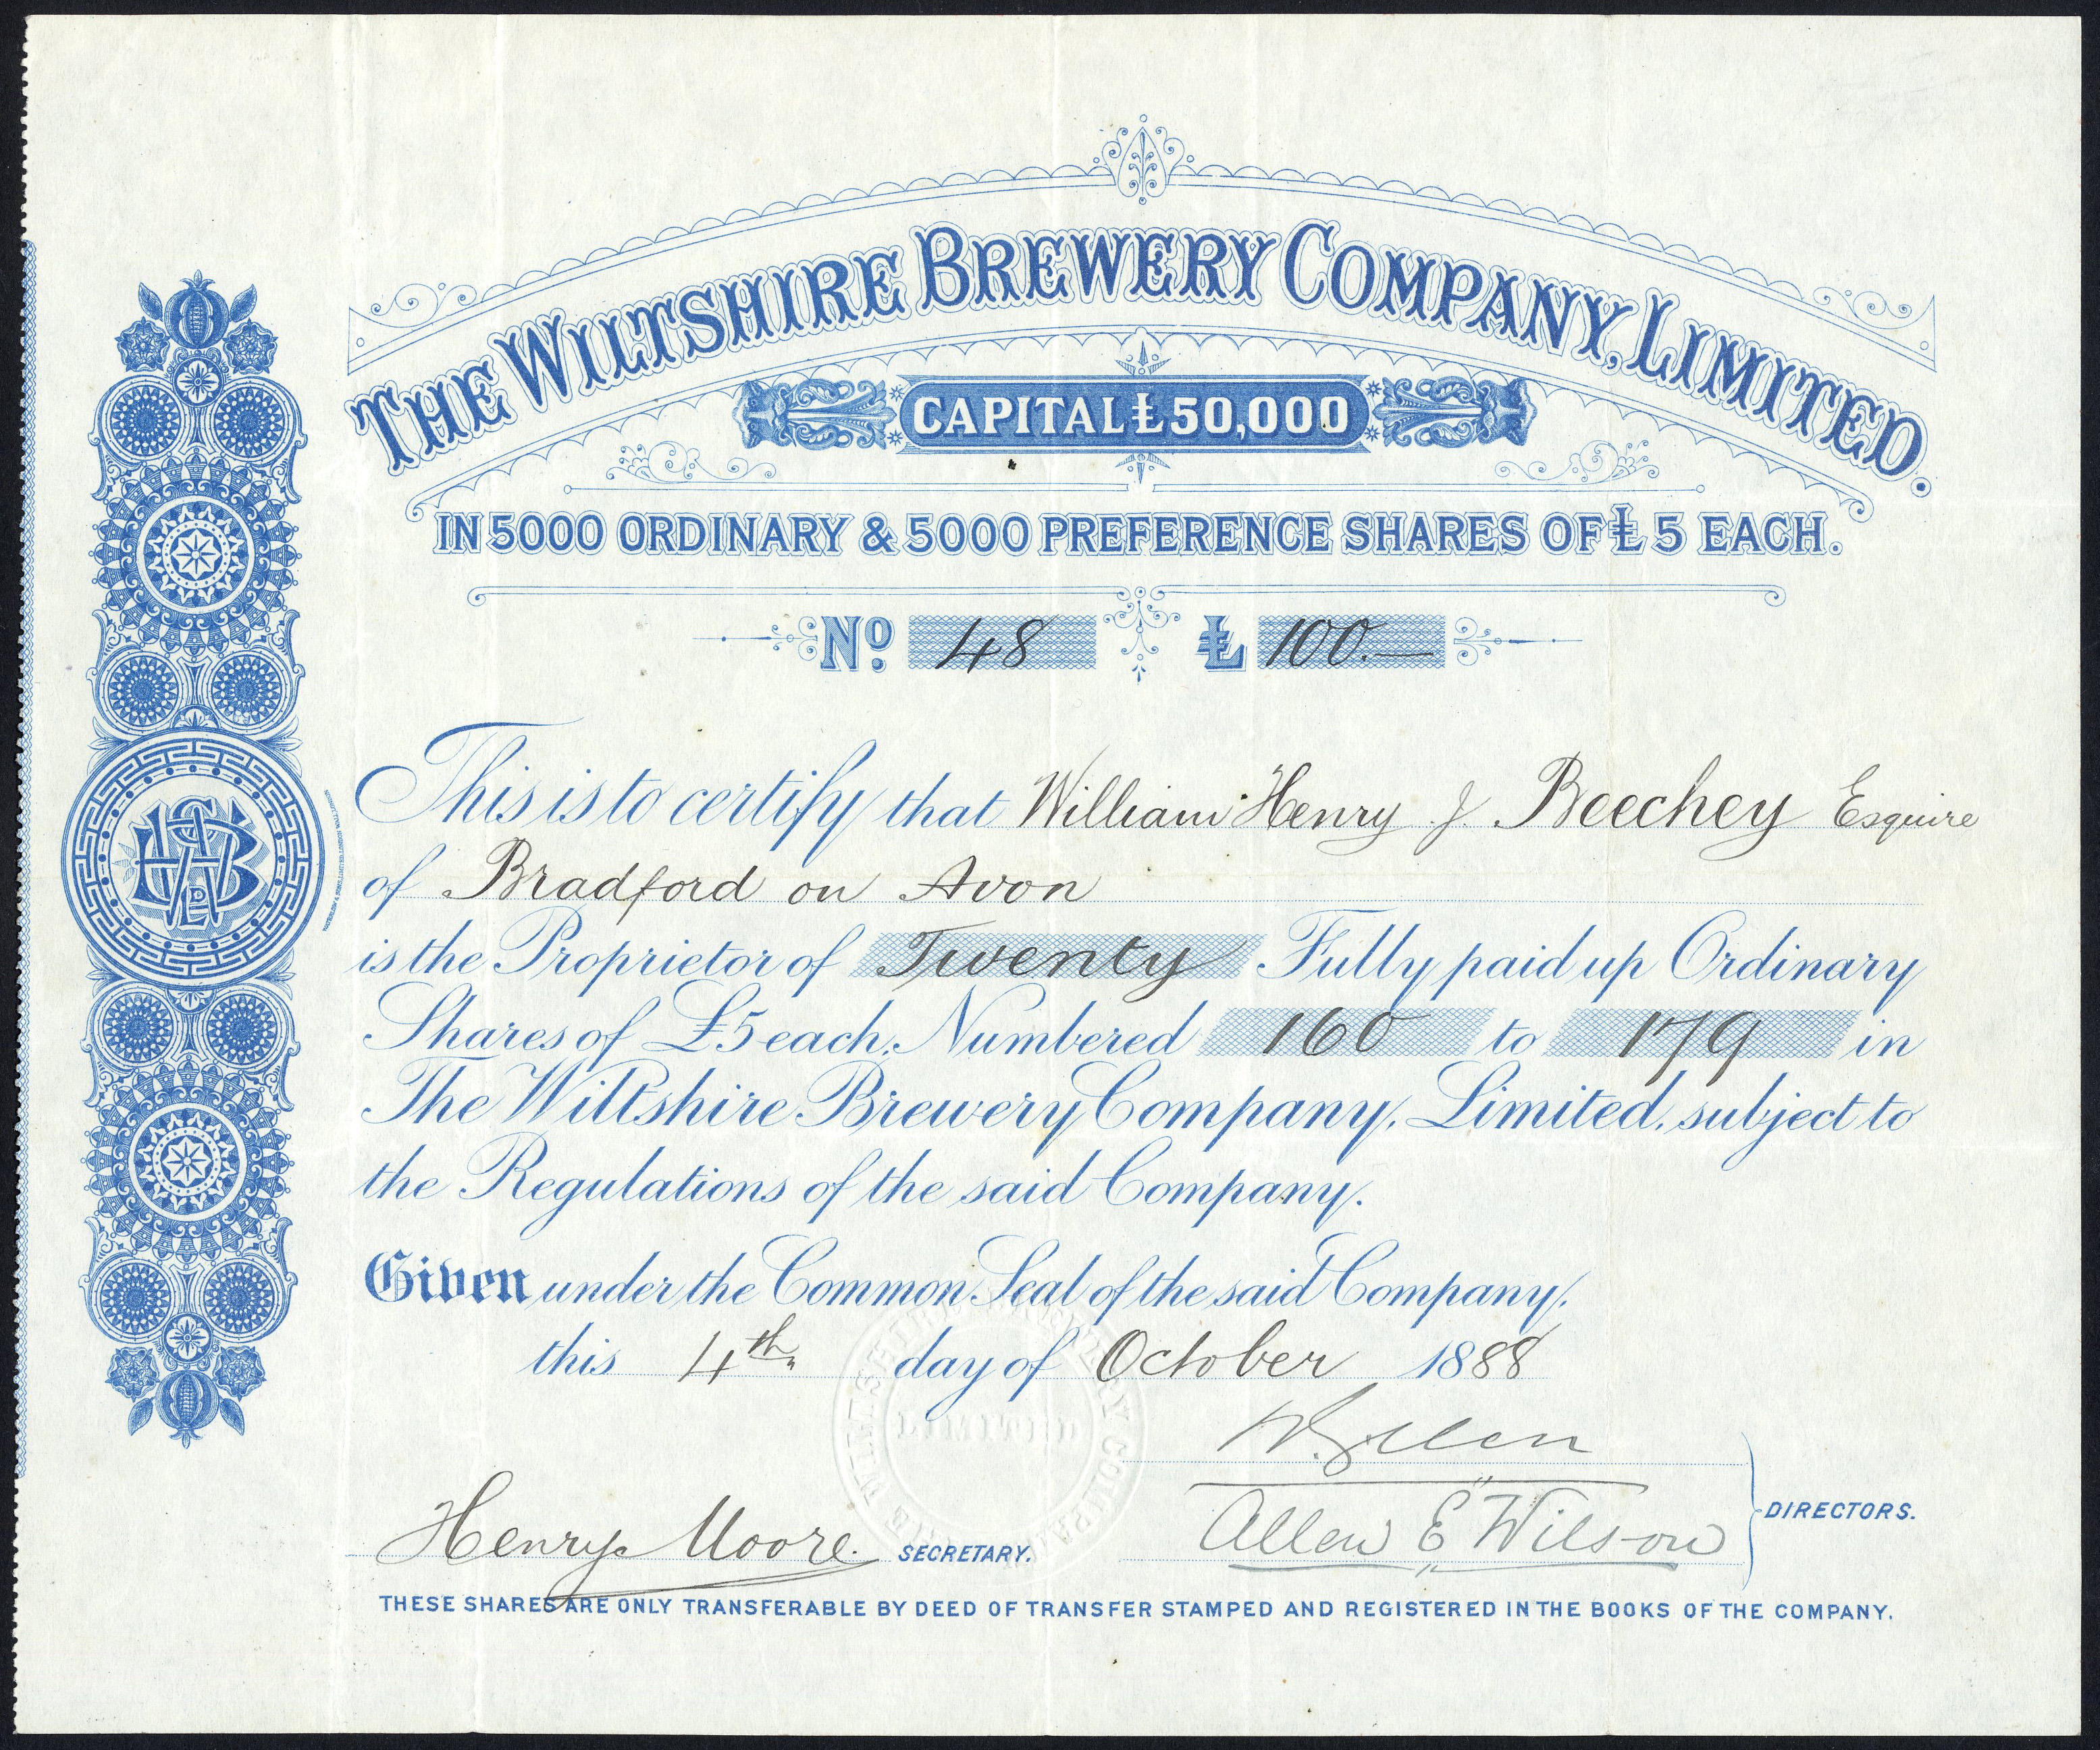 THE WILTSHIRE BREWERY COMPANY, LIMITED.
CAPITAL £50,000
IN 5000 ORDINARY & 5000 PREFERENCE SHARES OF £5 EACH.
No. 48 £ 100.—
This is to certify that William Henry J. Beechey Esquire
of Bradford on Avon
is the Proprietor of Twenty Fully paid up Ordinary
Shares of £5 each, Numbered 160 to 179 in
The Wiltshire Brewery Company, Limited, subject to
the Regulations of the said Company.
Given under the Common Seal of the said Company,
this 4th day of October 1888
LIMITED
Henry Moore. SECRETARY.
Allen E Wilson
DIRECTORS.
THESE SHARES ARE ONLY TRANSFERABLE BY DEED OF TRANSFER STAMPED AND REGISTERED IN THE BOOKS OF THE COMPANY.